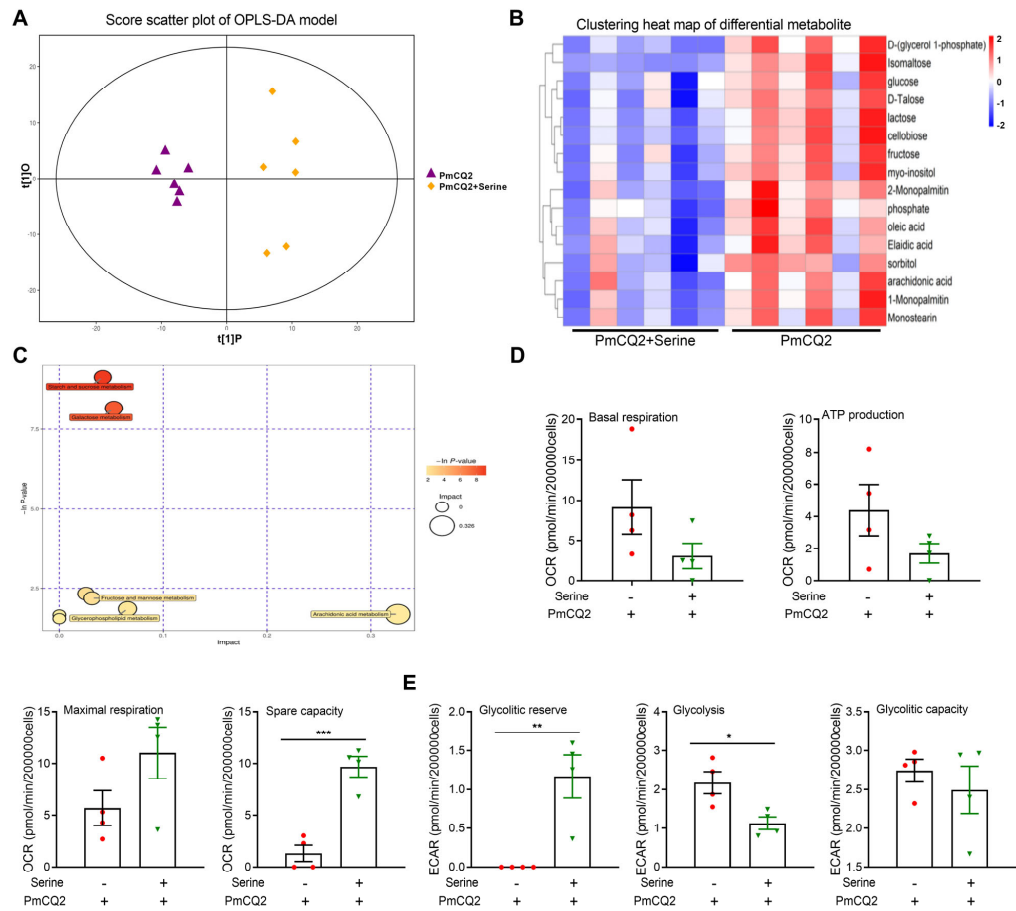 A
Score scatter plot of OPLS-DA model
20
10
0
-10
-20
t[1]O
-20
-10
0
10
20
t[1]P
PmCQ2
PmCQ2+Serine
B
Clustering heat map of differential metabolite
D-(glycerol 1-phosphate)
Isomaltose
glucose
D-Talose
lactose
cellobiose
fructose
myo-inositol
2-Monopalmitin
phosphate
oleic acid
Elaidic acid
sorbitol
arachidonic acid
1-Monopalmitin
Monostearin
2
1
0
-1
-2
PmCQ2+Serine
PmCQ2
C
Starch and sucrose metabolism
Galactose metabolism
Fructose and mannose metabolism
Glycerophospholipid metabolism
Arachidonic acid metabolism
7.5
5.0
2.5
−ln P-value
0.0
0.1
0.2
0.3
Impact
−ln P-value
2 4 6 8
Impact
0
0.326
D
Basal respiration
OCR (pmol/min/200000cells)
20
15
10
5
0
Serine - +
PmCQ2 + +
ATP production
OCR (pmol/min/200000cells)
10
8
6
4
2
0
Serine - +
PmCQ2 + +
Maximal respiration
OCR (pmol/min/200000cells)
15
10
5
0
Serine - +
PmCQ2 + +
Spare capacity
***
OCR (pmol/min/200000cells)
15
10
5
0
Serine - +
PmCQ2 + +
E
Glycolitic reserve
**
ECAR (pmol/min/200000cells)
2.0
1.5
1.0
0.5
0.0
Serine - +
PmCQ2 + +
Glycolysis
*
ECAR (pmol/min/200000cells)
4
3
2
1
0
Serine - +
PmCQ2 + +
Glycolitic capacity
ECAR (pmol/min/200000cells)
3.5
3.0
2.5
2.0
1.5
Serine - +
PmCQ2 + +